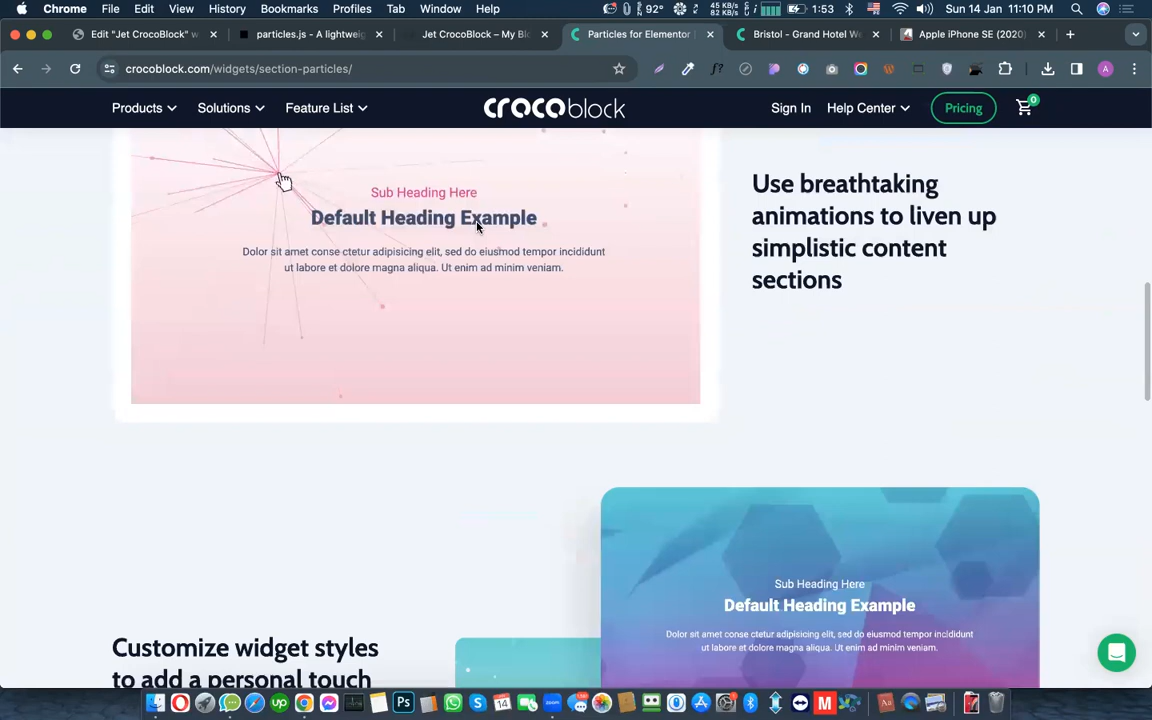 Chrome File Edit View History Bookmarks Profiles Tab Window Help
92° 45 KB/s 82 KB/s 1:53 Sun 14 Jan 11:10 PM
Edit "Jet CrocoBlock" w
particles.js - A lightweig
Jet CrocoBlock – My Blo
Particles for Elementor |
Bristol - Grand Hotel We
Apple iPhone SE (2020)
crocoblock.com/widgets/section-particles/
A
Products Solutions Feature List
crocoblock
Sign In Help Center Pricing 0
Sub Heading Here
Default Heading Example
Dolor sit amet conse ctetur adipisicing elit, sed do eiusmod tempor incididunt
ut labore et dolore magna aliqua. Ut enim ad minim veniam.
Use breathtaking
animations to liven up
simplistic content
sections
Sub Heading Here
Default Heading Example
Dolor sit amet conse ctetur adipisicing elit, sed do eiusmod tempor incididunt
ut labore et dolore magna aliqua. Ut enim ad minim veniam.
Customize widget styles
to add a personal touch